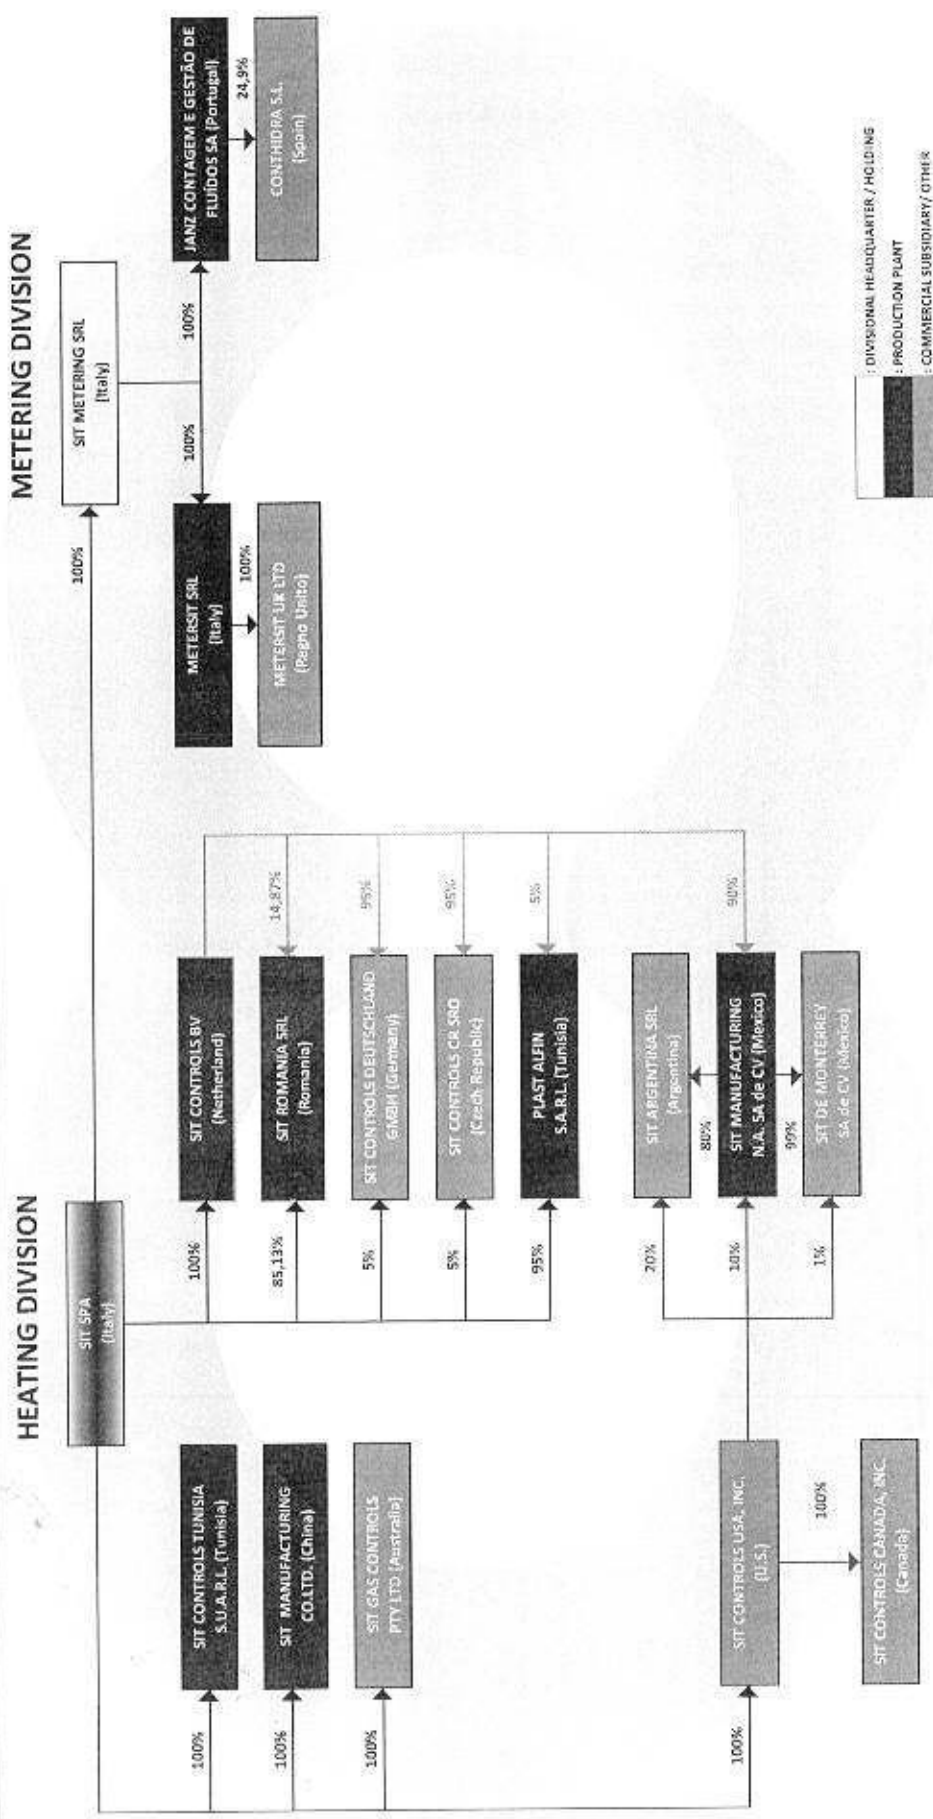 HEATING DIVISION
METERING DIVISION
SIT SPA
(Italy)
100%
SIT METERING SRL
(Italy)
100%
SIT CONTROLS TUNISIA
S.U.A.R.L. (Tunisia)
100%
SIT MANUFACTURING
CO.LTD. (China)
100%
SIT GAS CONTROLS
PTY LTD (Australia)
100%
SIT CONTROLS USA, INC.
(U.S.)
100%
SIT CONTROLS CANADA, INC.
(Canada)
100%
SIT CONTROLS BV
(Netherland)
85,13%
SIT ROMANIA SRL
(Romania)
14,87%
5%
SIT CONTROLS DEUTSCHLAND
GMBH (Germany)
95%
5%
SIT CONTROLS CR SRO
(Czech Republic)
95%
95%
PLAST ALFIN
S.A.R.L. (Tunisia)
5%
20%
SIT ARGENTINA SRL
(Argentina)
80%
10%
SIT MANUFACTURING
N.A. SA de CV (Mexico)
90%
99%
1%
SIT DE MONTERREY
SA de CV (Mexico)
100%
100%
METERSIT SRL
(Italy)
100%
METERSIT UK LTD
(Regno Unito)
JANZ CONTAGEM E GESTÃO DE
FLUÍDOS SA (Portugal)
24,9%
CONTHIDRA S.L.
(Spain)
: DIVISIONAL HEADQUARTER / HOLDING
: PRODUCTION PLANT
: COMMERCIAL SUBSIDIARY/ OTHER